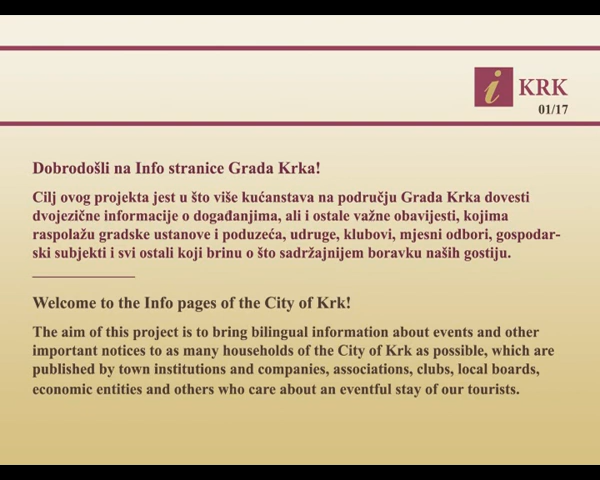 i KRK
01/17
Dobrodošli na Info stranice Grada Krka!
Cilj ovog projekta jest u što više kućanstava na području Grada Krka dovesti
dvojezične informacije o događanjima, ali i ostale važne obavijesti, kojima
raspolažu gradske ustanove i poduzeća, udruge, klubovi, mjesni odbori, gospodar-
ski subjekti i svi ostali koji brinu o što sadržajnijem boravku naših gostiju.
Welcome to the Info pages of the City of Krk!
The aim of this project is to bring bilingual information about events and other
important notices to as many households of the City of Krk as possible, which are
published by town institutions and companies, associations, clubs, local boards,
economic entities and others who care about an eventful stay of our tourists.